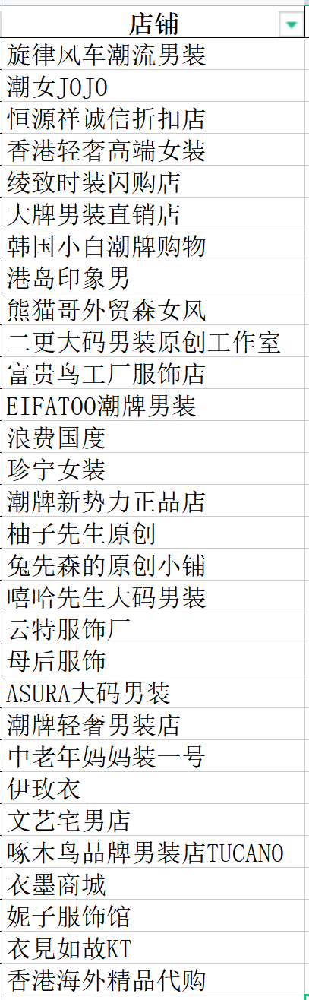 店铺
旋律风车潮流男装
潮女JOJO
恒源祥诚信折扣店
香港轻奢高端女装
绫致时装闪购店
大牌男装直销店
韩国小白潮牌购物
港岛印象男
熊猫哥外贸森女风
二更大码男装原创工作室
富贵鸟工厂服饰店
EIFATOO潮牌男装
浪费国度
珍宁女装
潮牌新势力正品店
柚子先生原创
兔先森的原创小铺
嘻哈先生大码男装
云特服饰厂
母后服饰
ASURA大码男装
潮牌轻奢男装店
中老年妈妈装一号
伊玫衣
文艺宅男店
啄木鸟品牌男装店TUCANO
衣墨商城
妮子服饰馆
衣見如故KT
香港海外精品代购